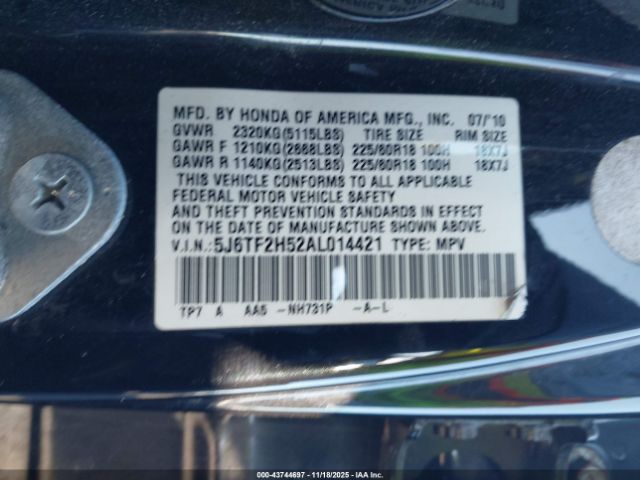 MFD. BY HONDA OF AMERICA MFG., INC. 07/'10
GVWR 2320KG(5115LBS) TIRE SIZE RIM SIZE
GAWR F 1210KG(2668LBS) 225/60R18 100H 18X7J
GAWR R 1140KG(2513LBS) 225/60R18 100H 18X7J
THIS VEHICLE CONFORMS TO ALL APPLICABLE
FEDERAL MOTOR VEHICLE SAFETY
AND THEFT PREVENTION STANDARDS IN EFFECT
ON THE DATE OF MANUFACTURE SHOWN ABOVE.
V.I.N.: 5J6TF2H52AL014421 TYPE: MPV
TP7 A AA5 -NH731P -A-L
00-43744697 - 11/18/2025 - IAA Inc.